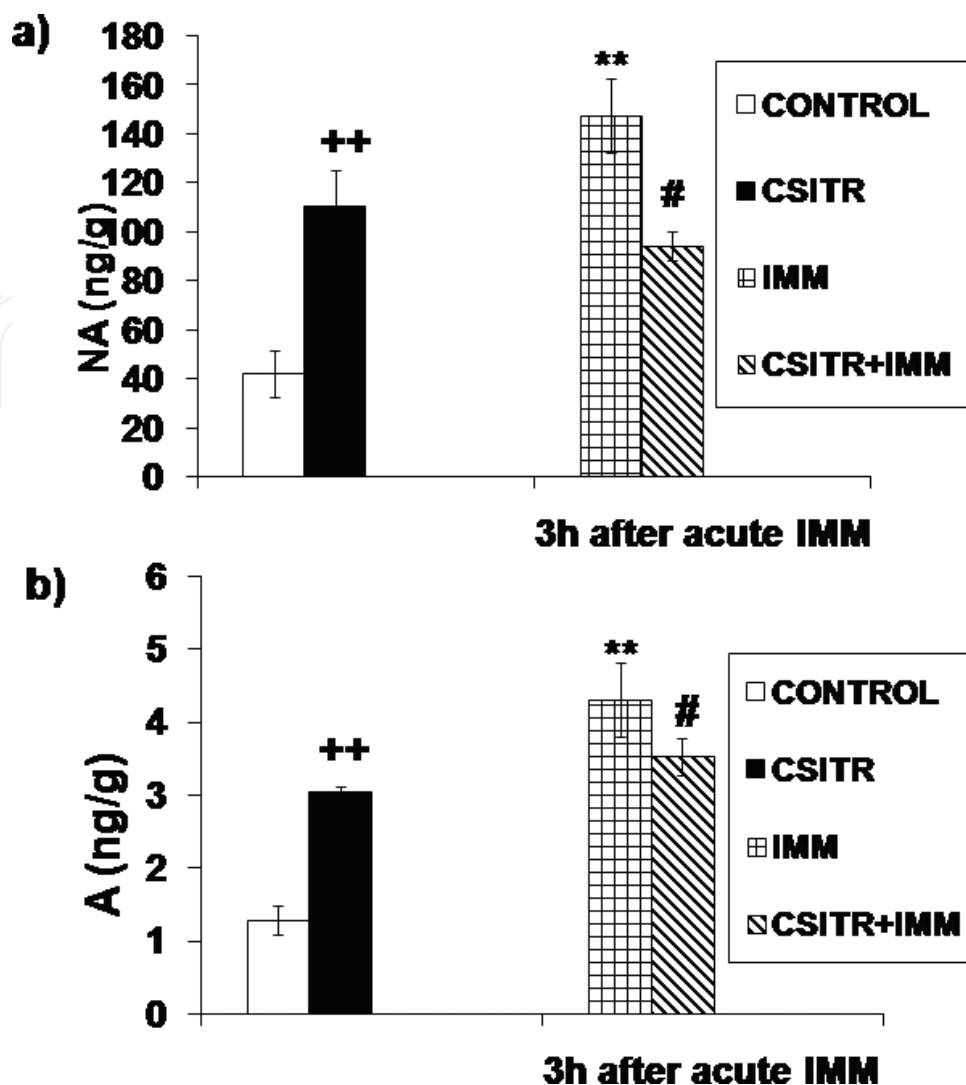 a)
NA (ng/g)
180
160
140
120
100
80
60
40
20
0
++
**
#
CONTROL
CSITR
IMM
CSITR+IMM
3h after acute IMM
b)
A (ng/g)
6
5
4
3
2
1
0
++
**
#
CONTROL
CSITR
IMM
CSITR+IMM
3h after acute IMM